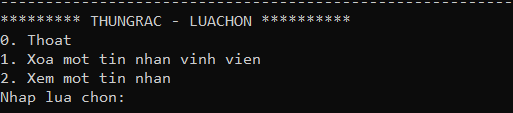 --------------------------------------------------------------------------
********* THUNGRAC - LUACHON **********
0. Thoat
1. Xoa mot tin nhan vinh vien
2. Xem mot tin nhan
Nhap lua chon: